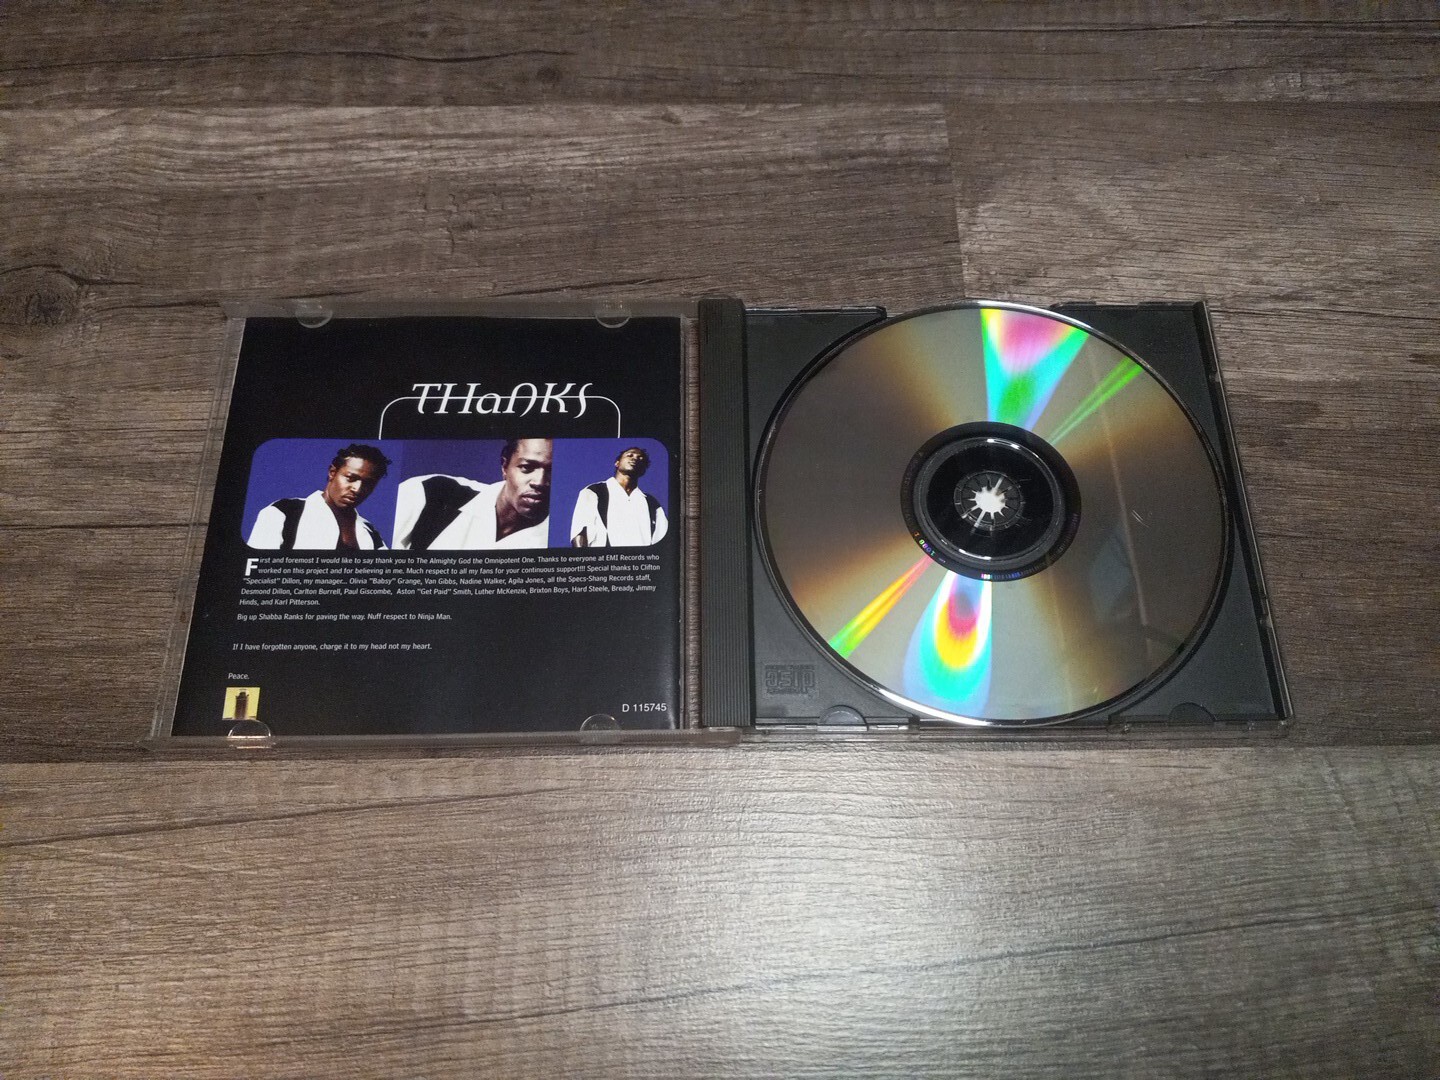 THaNKS
First and foremost I would like to say thank you to The Almighty God the Omnipotent One. Thanks to everyone at EMI Records who
worked on this project and for believing in me. Much respect to all my fans for your continuous support!!! Special thanks to Clifton
"Specialist" Dillon, my manager... Olivia "Babsy" Grange, Van Gibbs, Nadine Walker, Agila Jones, all the Specs-Shang Records staff,
Desmond Dillon, Carlton Burrell, Paul Giscombe, Aston "Get Paid" Smith, Luther McKenzie, Brixton Boys, Hard Steele, Bready, Jimmy
Hinds, and Karl Pitterson.
Big up Shabba Ranks for paving the way. Nuff respect to Ninja Man.
If I have forgotten anyone, charge it to my head not my heart.
Peace.
D 115745
disc